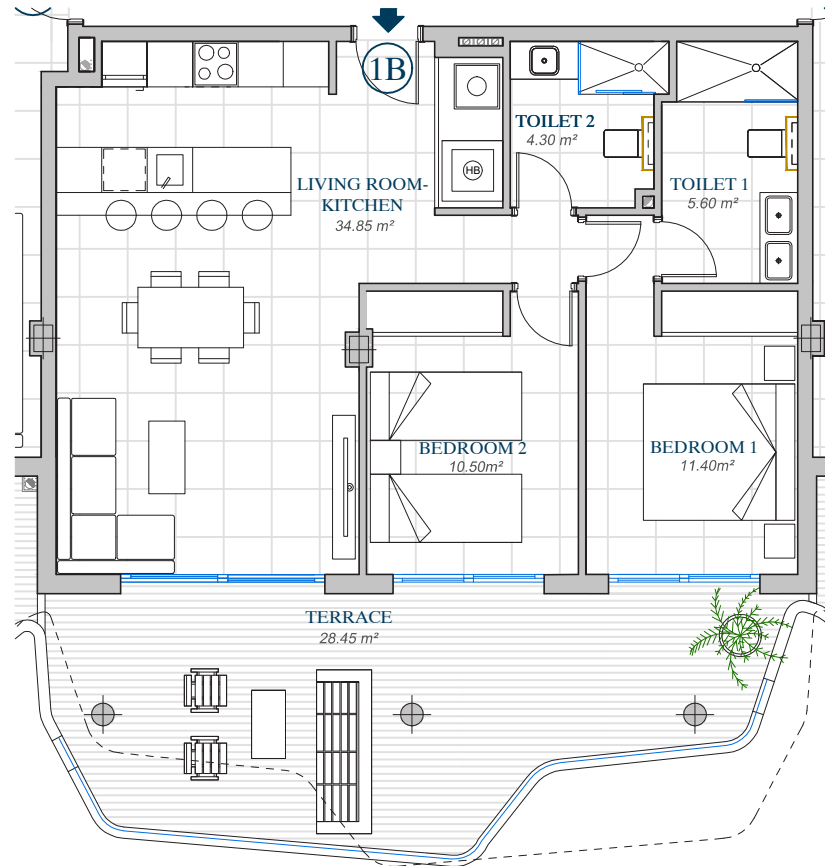 1B
TOILET 2
4.30 m²
HB
LIVING ROOM-
KITCHEN
34.85 m²
TOILET 1
5.60 m²
BEDROOM 2
10.50m²
BEDROOM 1
11.40m²
TERRACE
28.45 m²